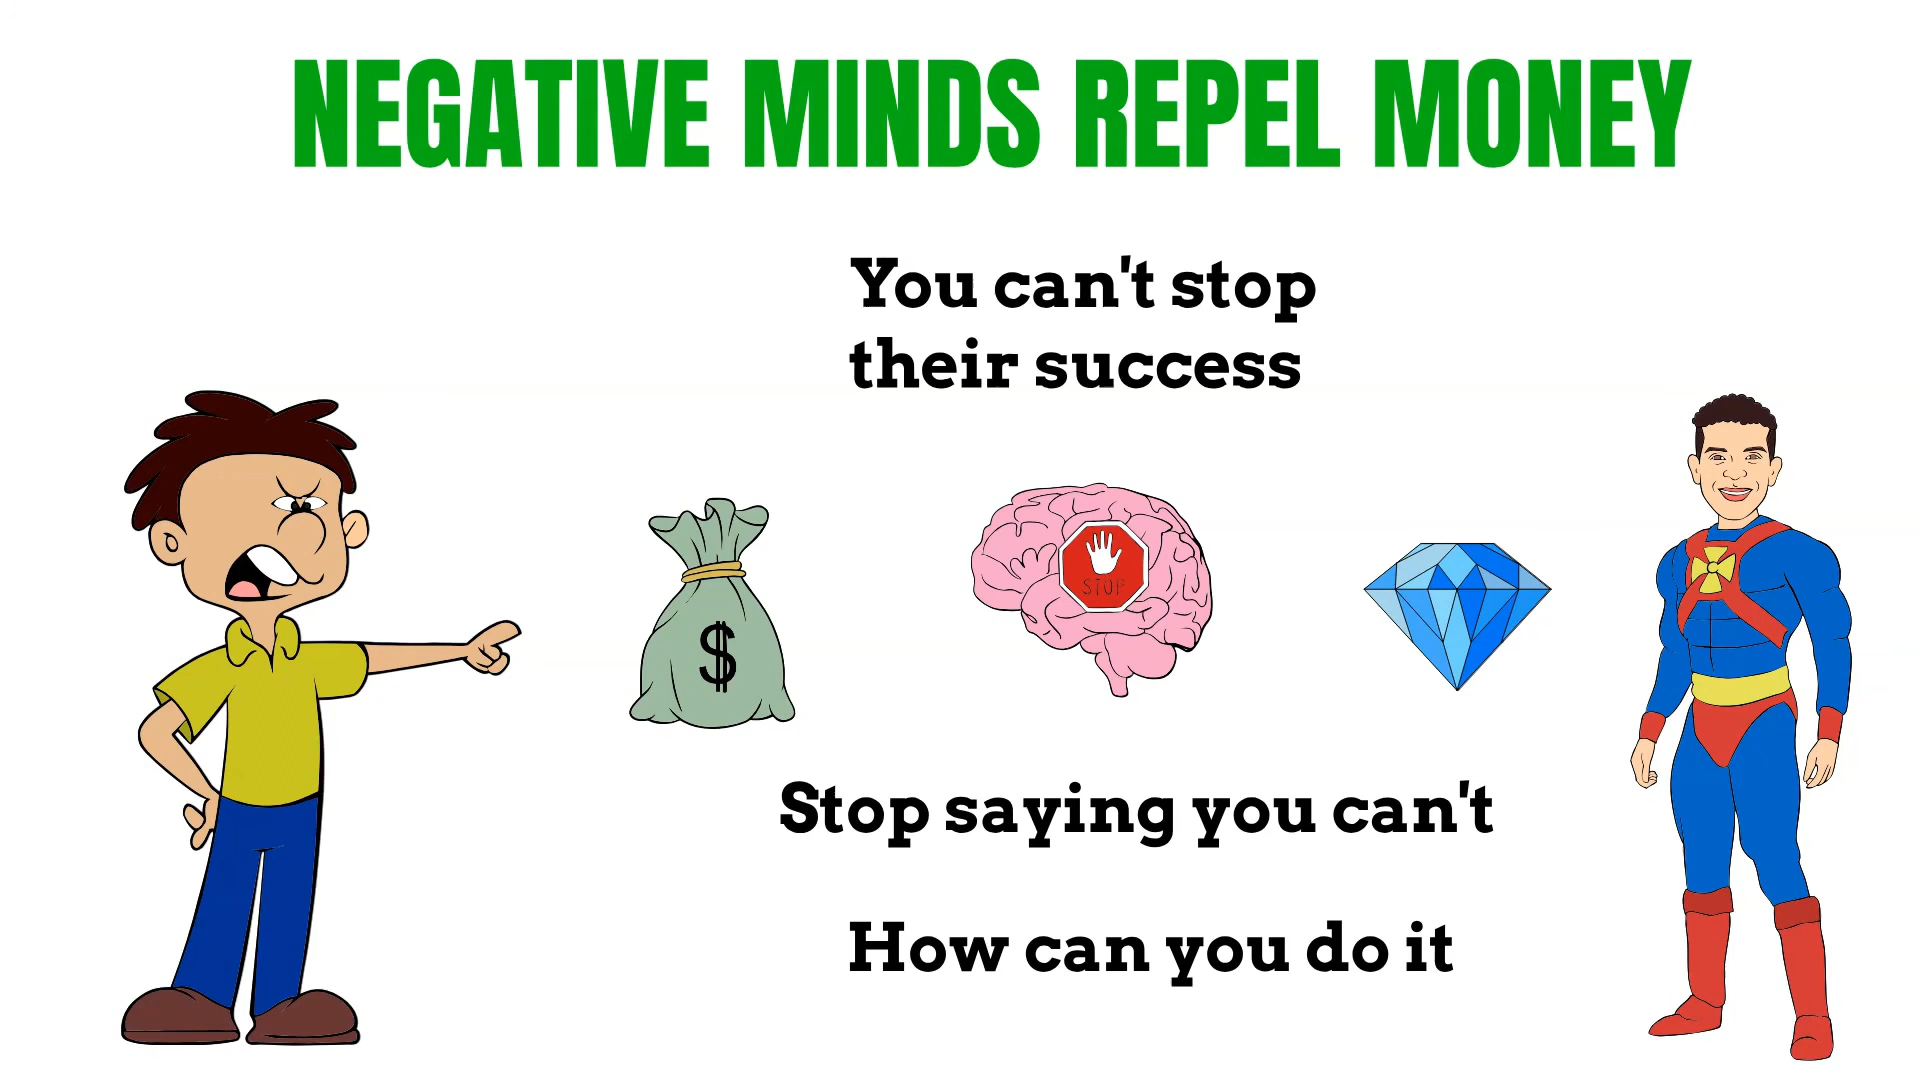 NEGATIVE MINDS REPEL MONEY
You can't stop
their success
$
STOP
Stop saying you can't
How can you do it